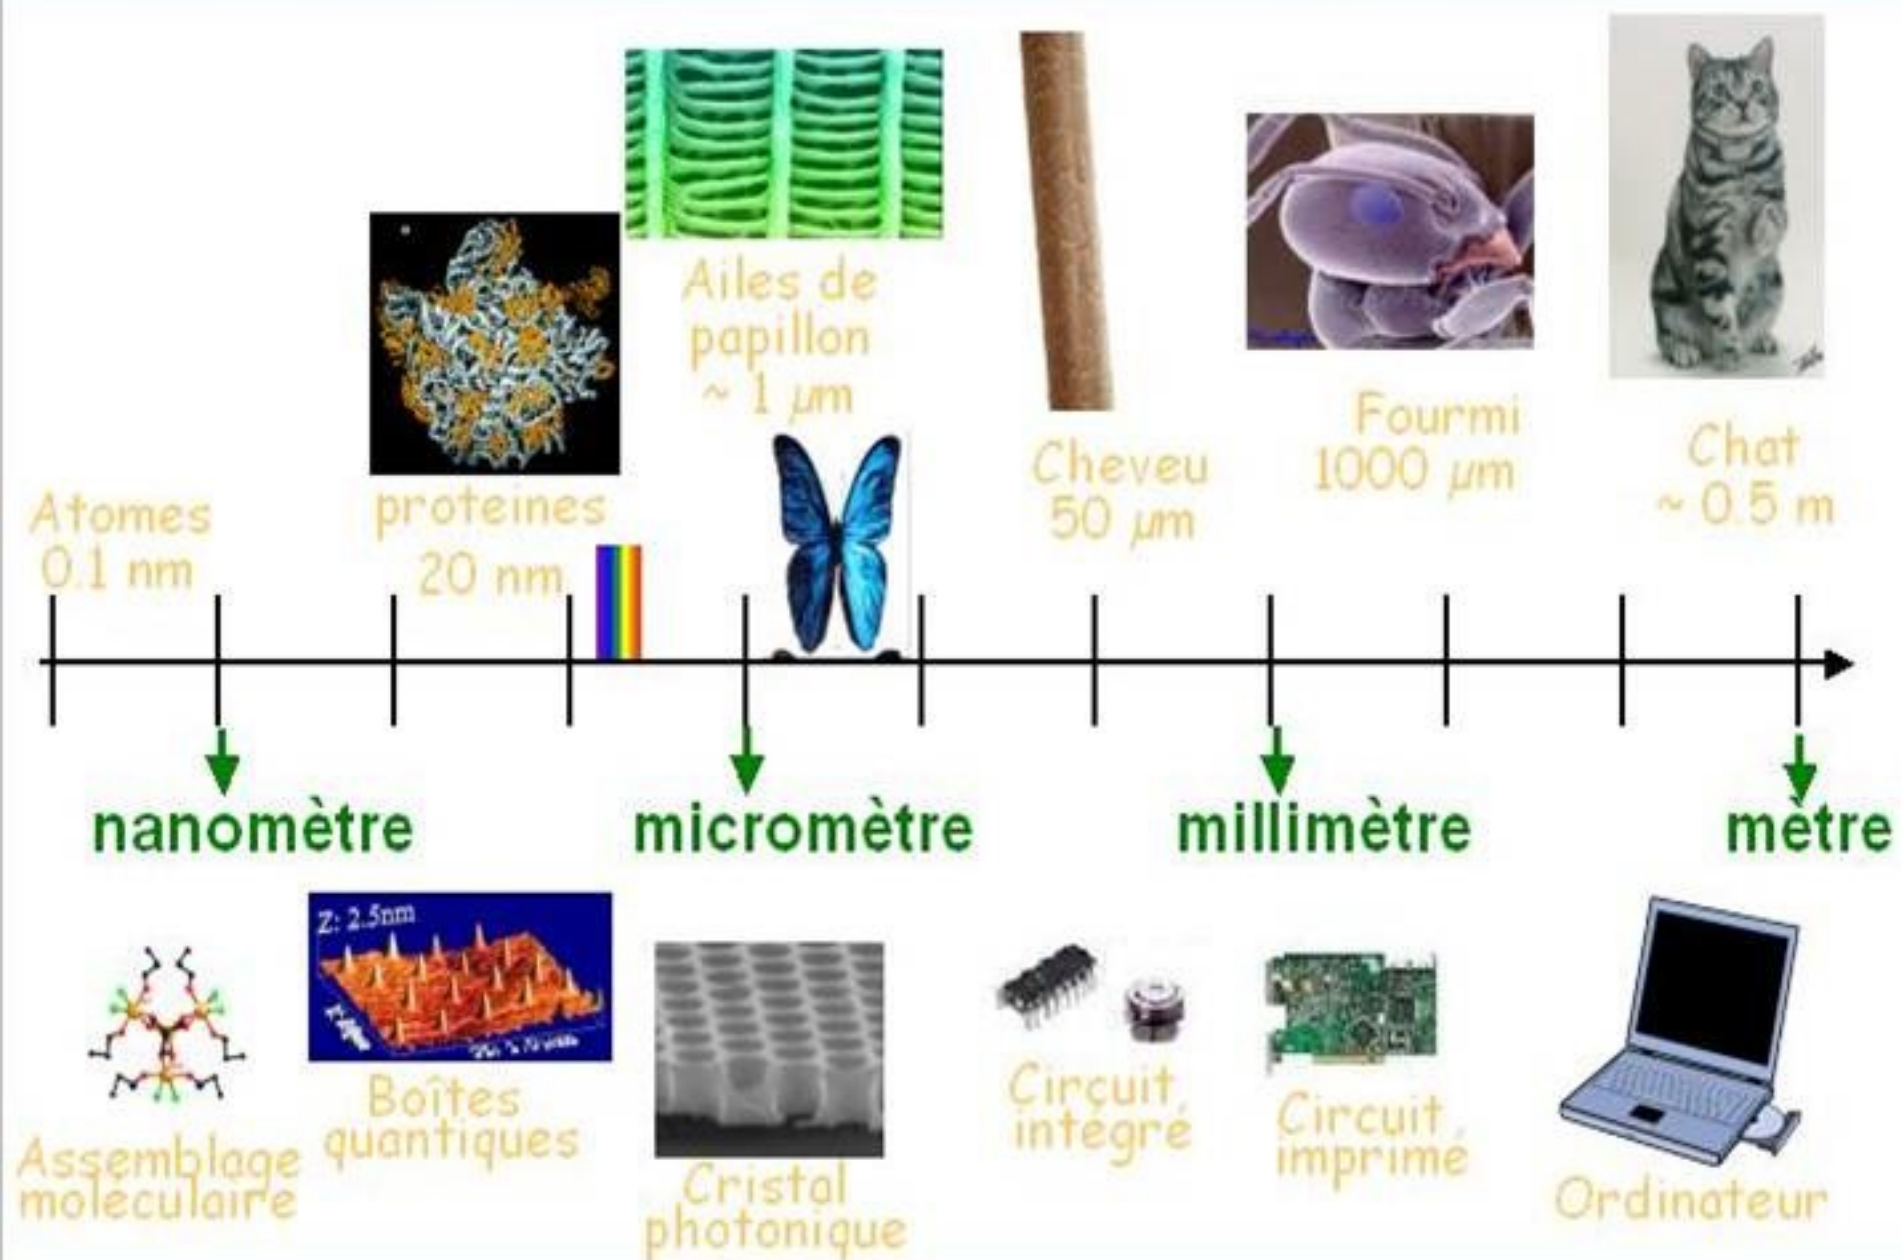 Ailes de
papillon
~ 1 µm
Cheveu
50 µm
Fourmi
1000 µm
Chat
~ 0.5 m
Atomes
0.1 nm
proteines
20 nm
nanomètre
micromètre
millimètre
mètre
Z: 2.5nm
Assemblage
moléculaire
Boîtes
quantiques
Cristal
photonique
Circuit
intégré
Circuit
imprimé
Ordinateur